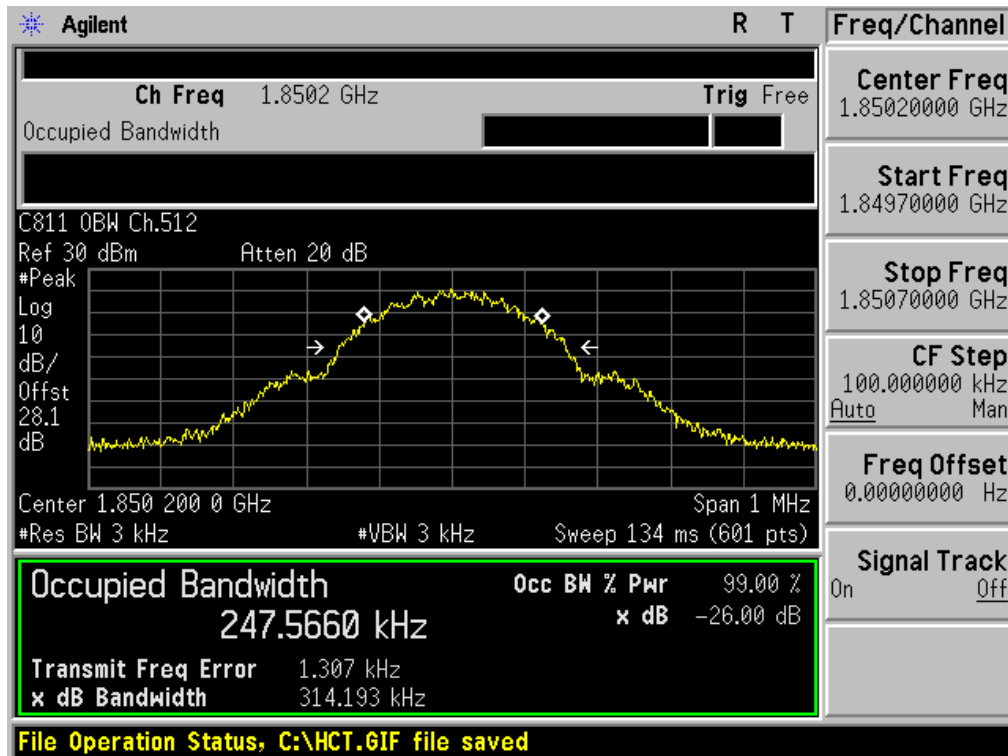 Agilent R T Freq/Channel
Ch Freq 1.8502 GHz Trig Free
Occupied Bandwidth
Center Freq
1.85020000 GHz
Start Freq
1.84970000 GHz
Stop Freq
1.85070000 GHz
CF Step
100.000000 kHz
Auto Man
Freq Offset
0.00000000 Hz
Signal Track
On Off
C811 OBW Ch.512
Ref 30 dBm Atten 20 dB
#Peak
Log
10
dB/
Offst
28.1
dB
Center 1.850 200 0 GHz Span 1 MHz
#Res BW 3 kHz #VBW 3 kHz Sweep 134 ms (601 pts)
Occupied Bandwidth Occ BW % Pwr 99.00 %
247.5660 kHz x dB -26.00 dB
Transmit Freq Error 1.307 kHz
x dB Bandwidth 314.193 kHz
File Operation Status, C:\HCT.GIF file saved